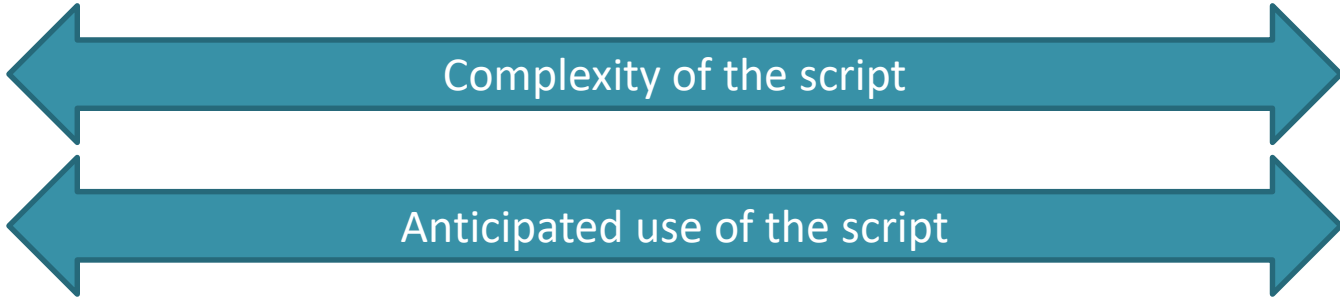 Complexity of the script
Anticipated use of the script